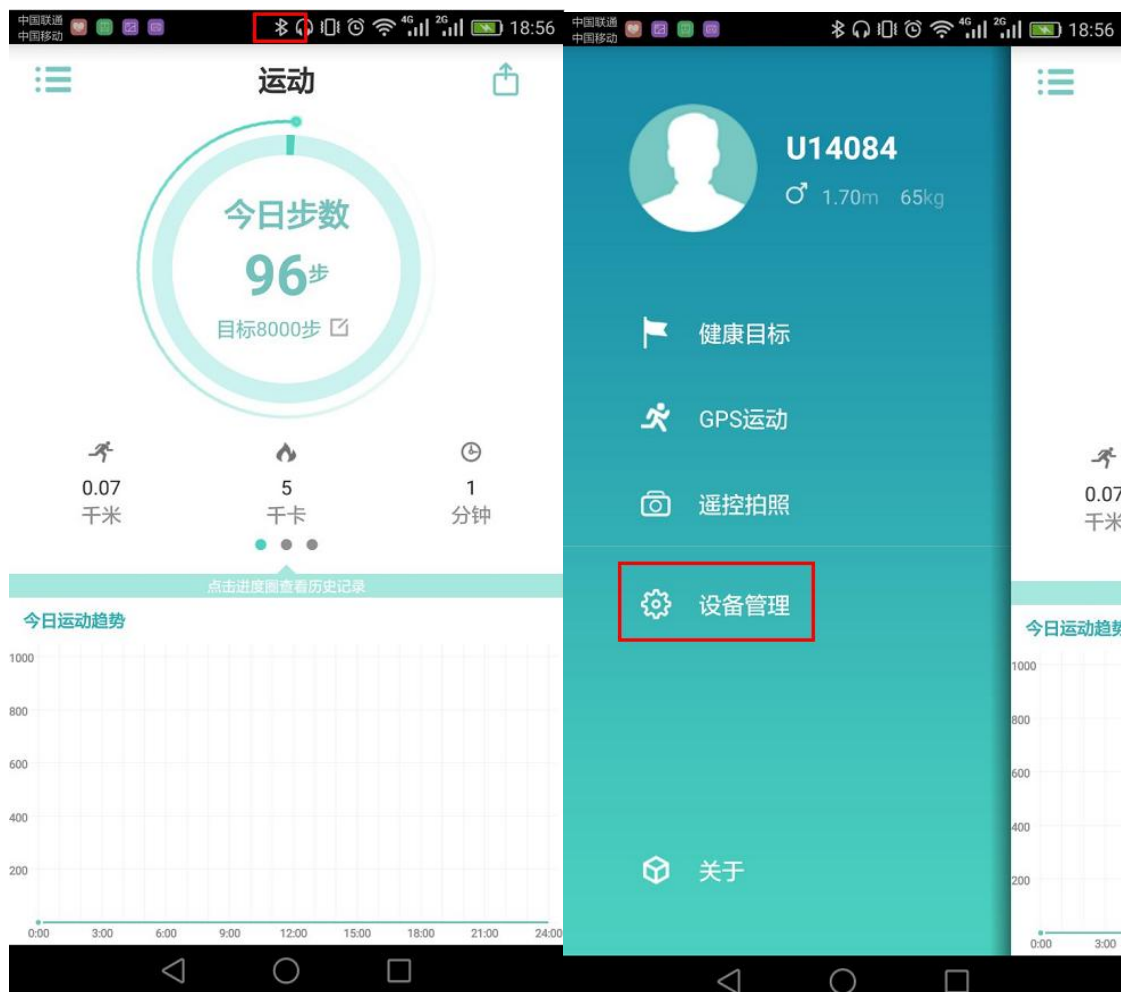 中国联通
中国移动
4G 2G 18:56
运动
今日步数
96步
目标8000步
0.07 5 1
千米 千卡 分钟
点击进度圈查看历史记录
今日运动趋势
1000
800
600
400
200
0:00 3:00 6:00 9:00 12:00 15:00 18:00 21:00 24:00
中国联通
中国移动
4G 2G 18:56
U14084
1.70m 65kg
健康目标
GPS运动
遥控拍照
设备管理
关于
0.07
千米
今日运动趋势
1000
800
600
400
200
0:00 3:00